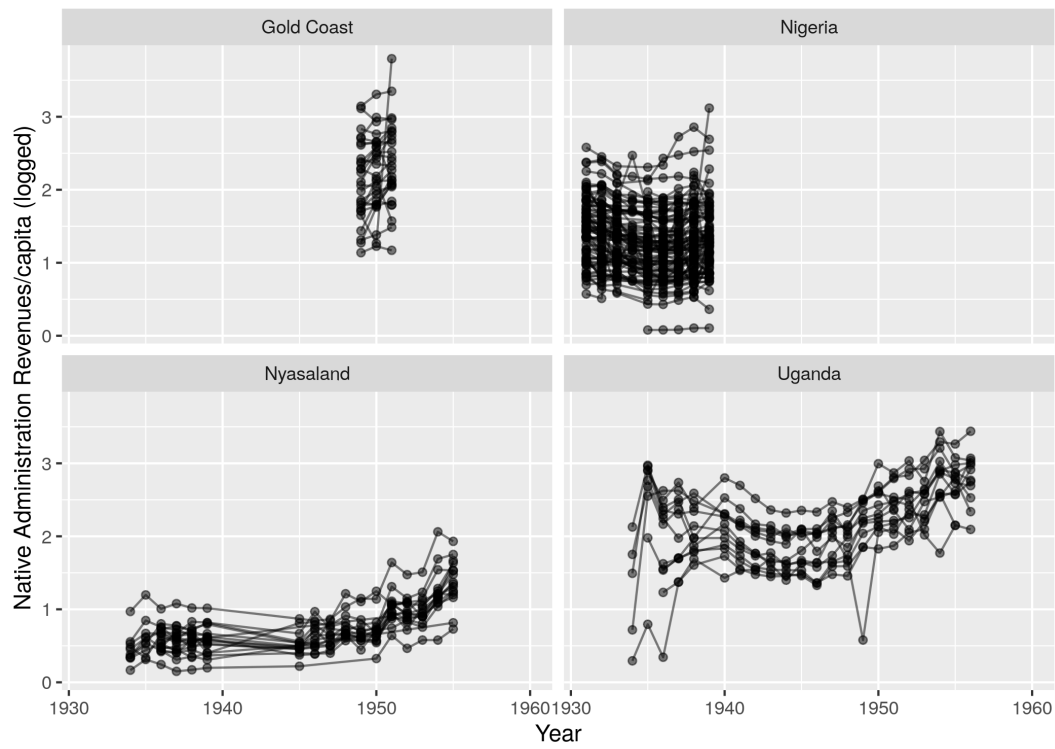 Gold Coast
Nigeria
Native Administration Revenues/capita (logged)
3
2
1
0
Nyasaland
Uganda
3
2
1
0
1930
1940
1950
1960
1930
1940
1950
1960
Year